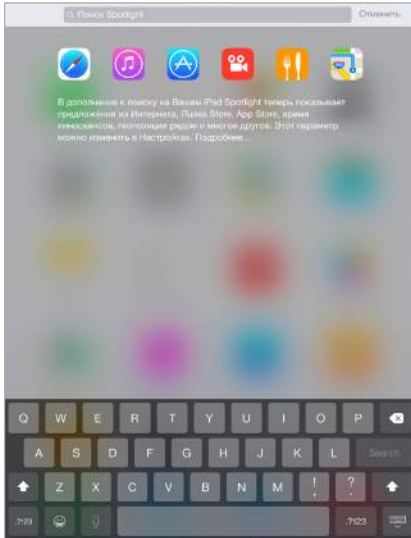 Поиск Spotlight Отменить
В дополнение к поиску на Вашем iPad Spotlight теперь показывает
предложения из Интернета, iTunes Store, App Store, время
киносеансов, геопозиции рядом и многое другое. Этот параметр
можно изменить в Настройках. Подробнее...
Q W E R T Y U I O P
A S D F G H J K L Search
Z X C V B N M ! , ? .
.?123 .?123